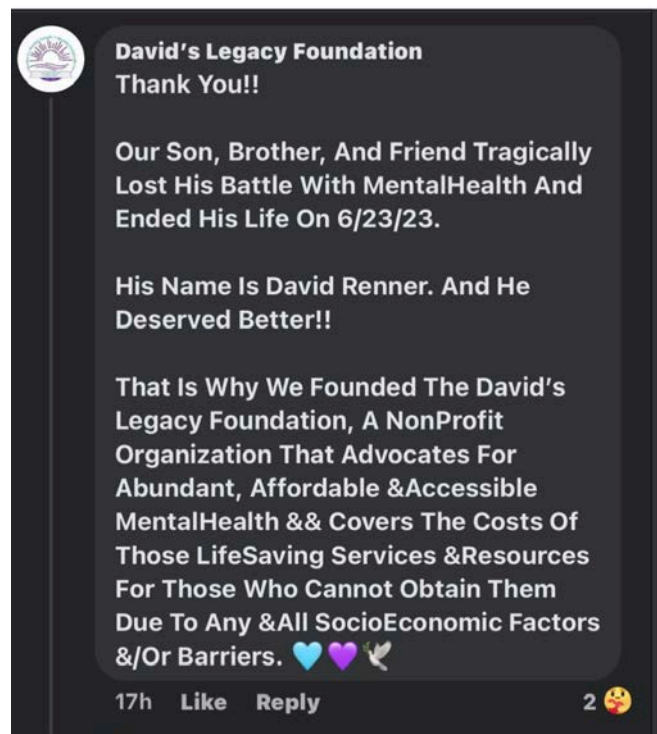 David's Legacy Foundation
Thank You!!
Our Son, Brother, And Friend Tragically
Lost His Battle With MentalHealth And
Ended His Life On 6/23/23.
His Name Is David Renner. And He
Deserved Better!!
That Is Why We Founded The David's
Legacy Foundation, A NonProfit
Organization That Advocates For
Abundant, Affordable &Accessible
MentalHealth && Covers The Costs Of
Those LifeSaving Services &Resources
For Those Who Cannot Obtain Them
Due To Any &All SocioEconomic Factors
&/Or Barriers. 🩵💜🕊️
17h Like Reply 2